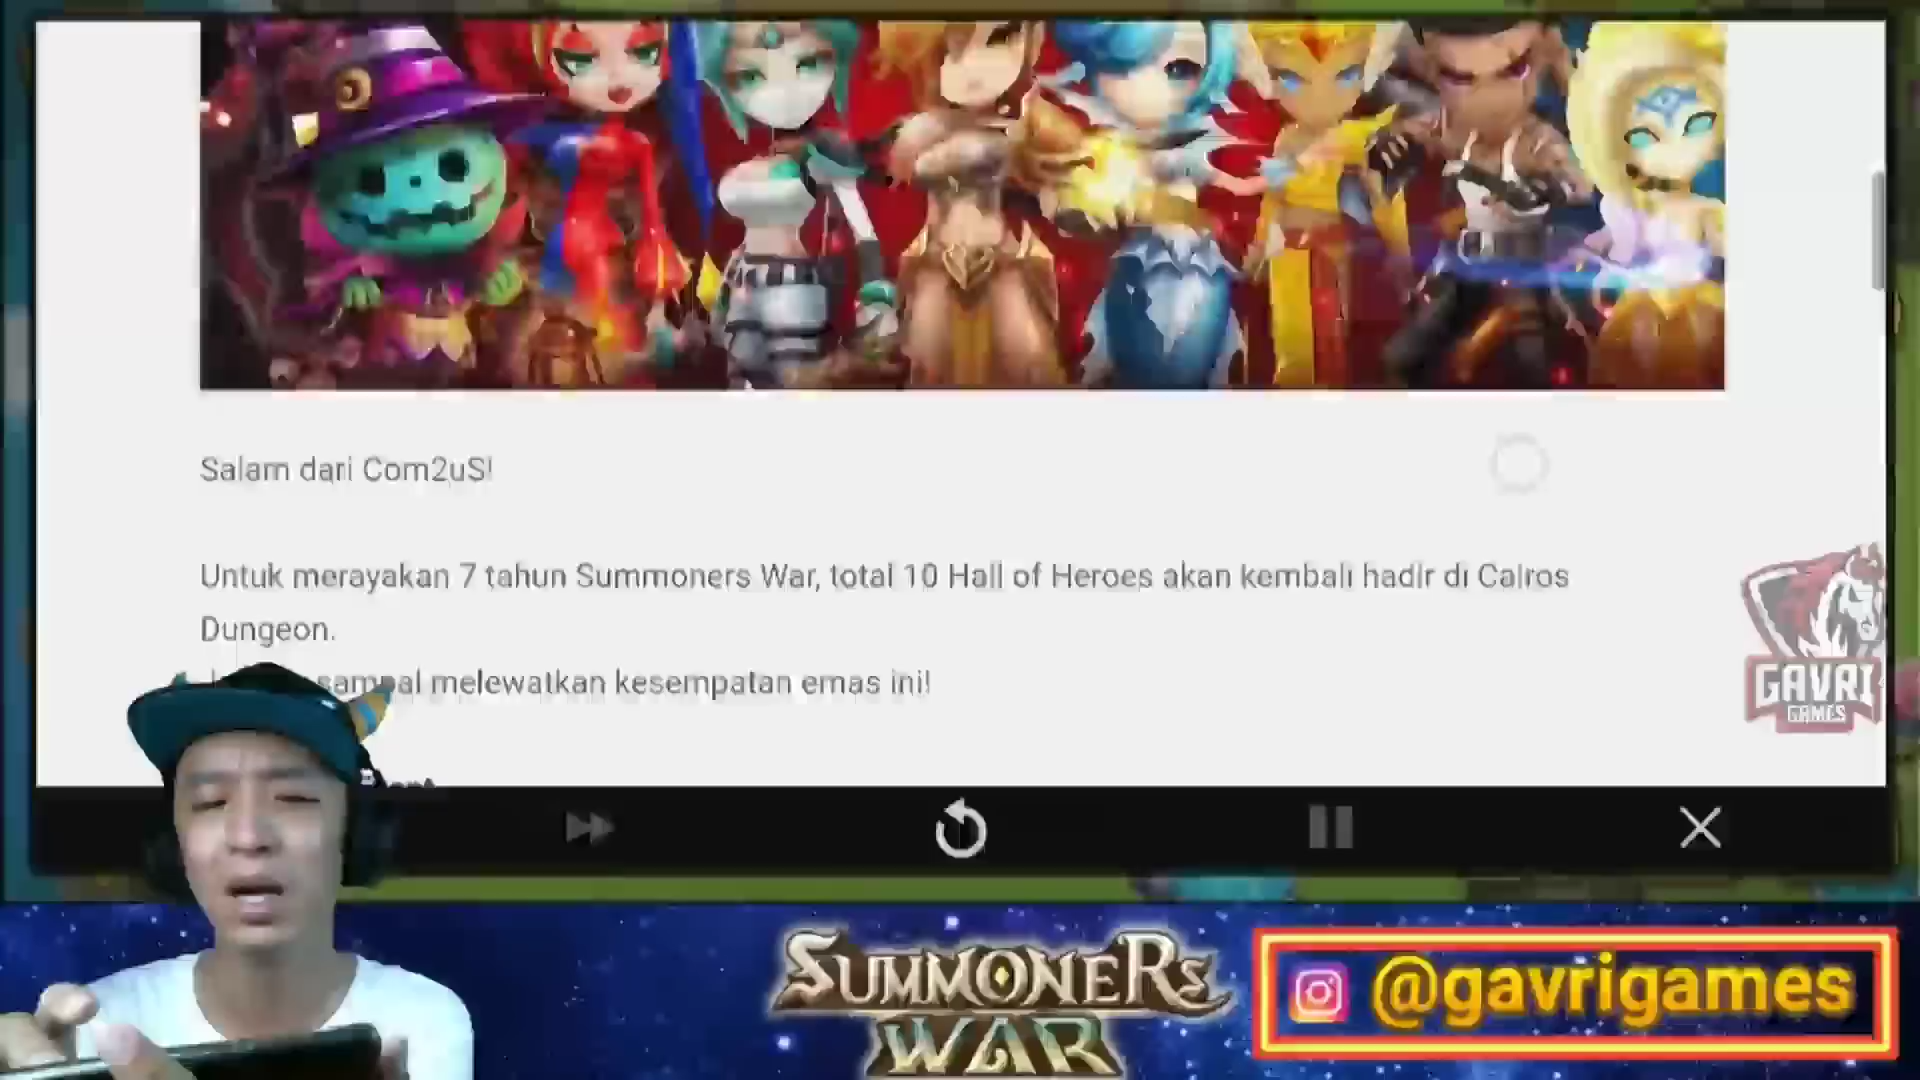 Salam dari Com2uS!
Untuk merayakan 7 tahun Summoners War, total 10 Hall of Heroes akan kembali hadir di Cairos
Dungeon.
sampai melewatkan kesempatan emas ini!
GAVRI
GAMES
SUMMONERS
WAR
@gavrigames